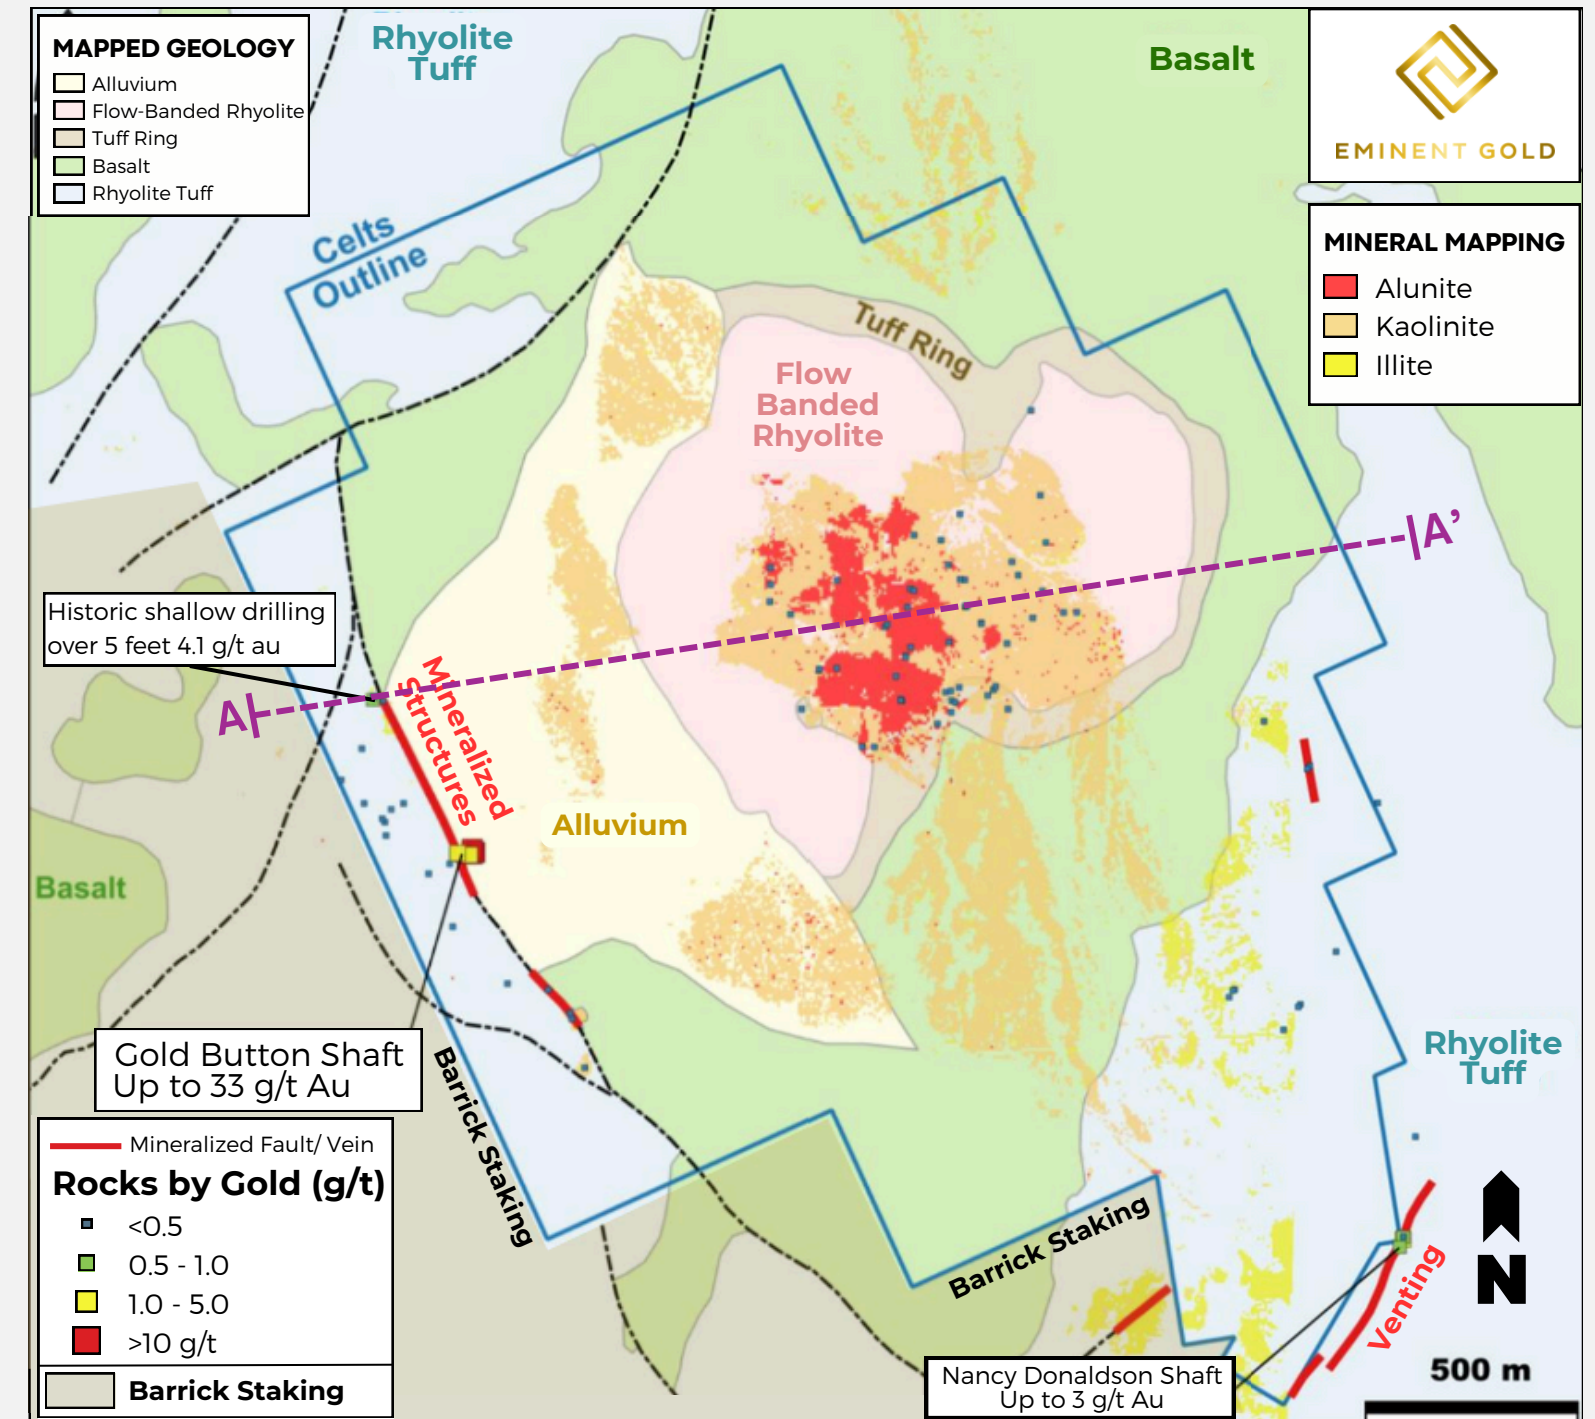 MAPPED GEOLOGY
Alluvium
Flow-Banded Rhyolite
Tuff Ring
Basalt
Rhyolite Tuff
Rhyolite
Tuff
Basalt
EMINENT GOLD
MINERAL MAPPING
Alunite
Kaolinite
Illite
Celts
Outline
Tuff Ring
Flow
Banded
Rhyolite
A’
Historic shallow drilling
over 5 feet 4.1 g/t au
A
Mineralized
Structures
Alluvium
Basalt
Gold Button Shaft
Up to 33 g/t Au
Barrick Staking
Rhyolite
Tuff
Mineralized Fault/ Vein
Rocks by Gold (g/t)
<0.5
0.5 - 1.0
1.0 - 5.0
>10 g/t
Barrick Staking
Barrick Staking
Venting
N
Nancy Donaldson Shaft
Up to 3 g/t Au
500 m